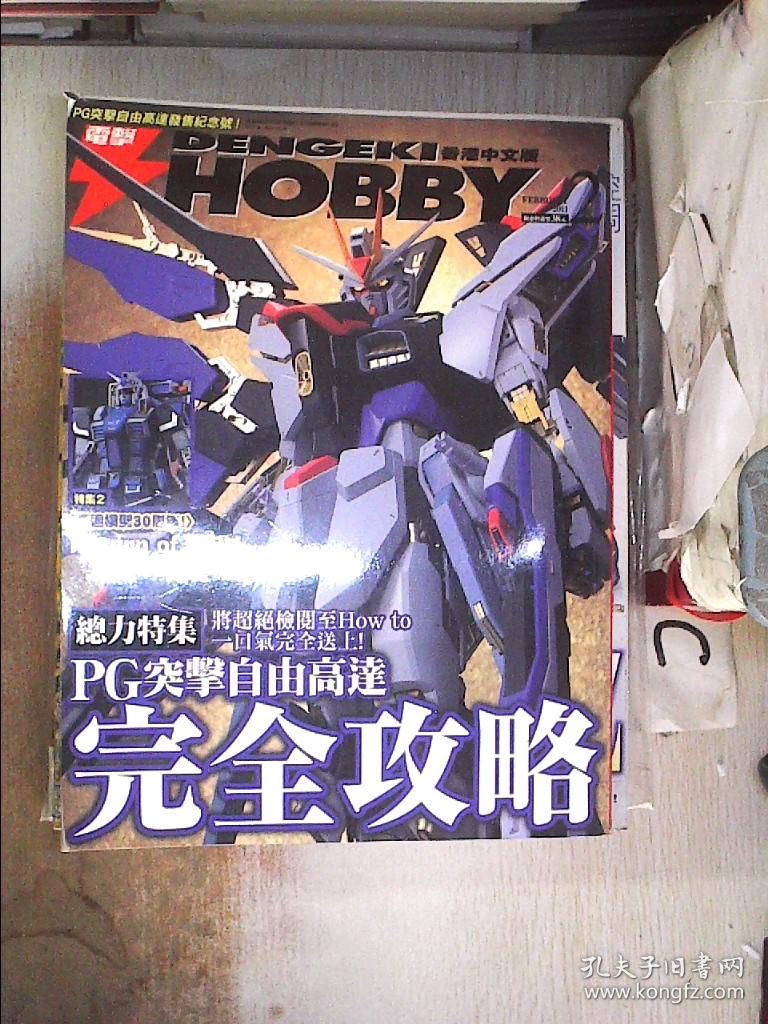 PG突擊自由高達發售紀念號!
電撃
DENGEKI 香港中文版
HOBBY
2
特集2
總力特集
將超絕檢閱至How to
一口氣完全送上!
PG突擊自由高達
完全攻略
C
孔夫子旧书网
www.kongfz.com